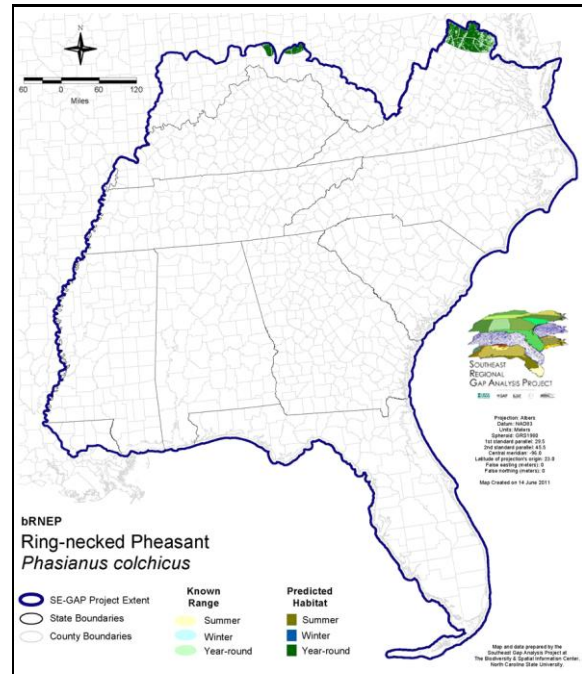 N
60 0 60 120
Miles
SOUTHEAST
REGIONAL
GAP ANALYSIS PROJECT
Projection: Albers
Datum: NAD83
Units: Meters
Spheroid: GRS1980
1st standard parallel: 29.5
2nd standard parallel: 45.5
Central meridian: -96.0
Latitude of projection's origin: 23.0
False easting (meters): 0
False northing (meters): 0
Map Created on 14 June 2011
bRNEP
Ring-necked Pheasant
Phasianus colchicus
SE-GAP Project Extent
State Boundaries
County Boundaries
Known
Range
Summer
Winter
Year-round
Predicted
Habitat
Summer
Winter
Year-round
Map and data prepared by the
Southeast Gap Analysis Project at
The Biodiversity & Spatial Information Center,
North Carolina State University.